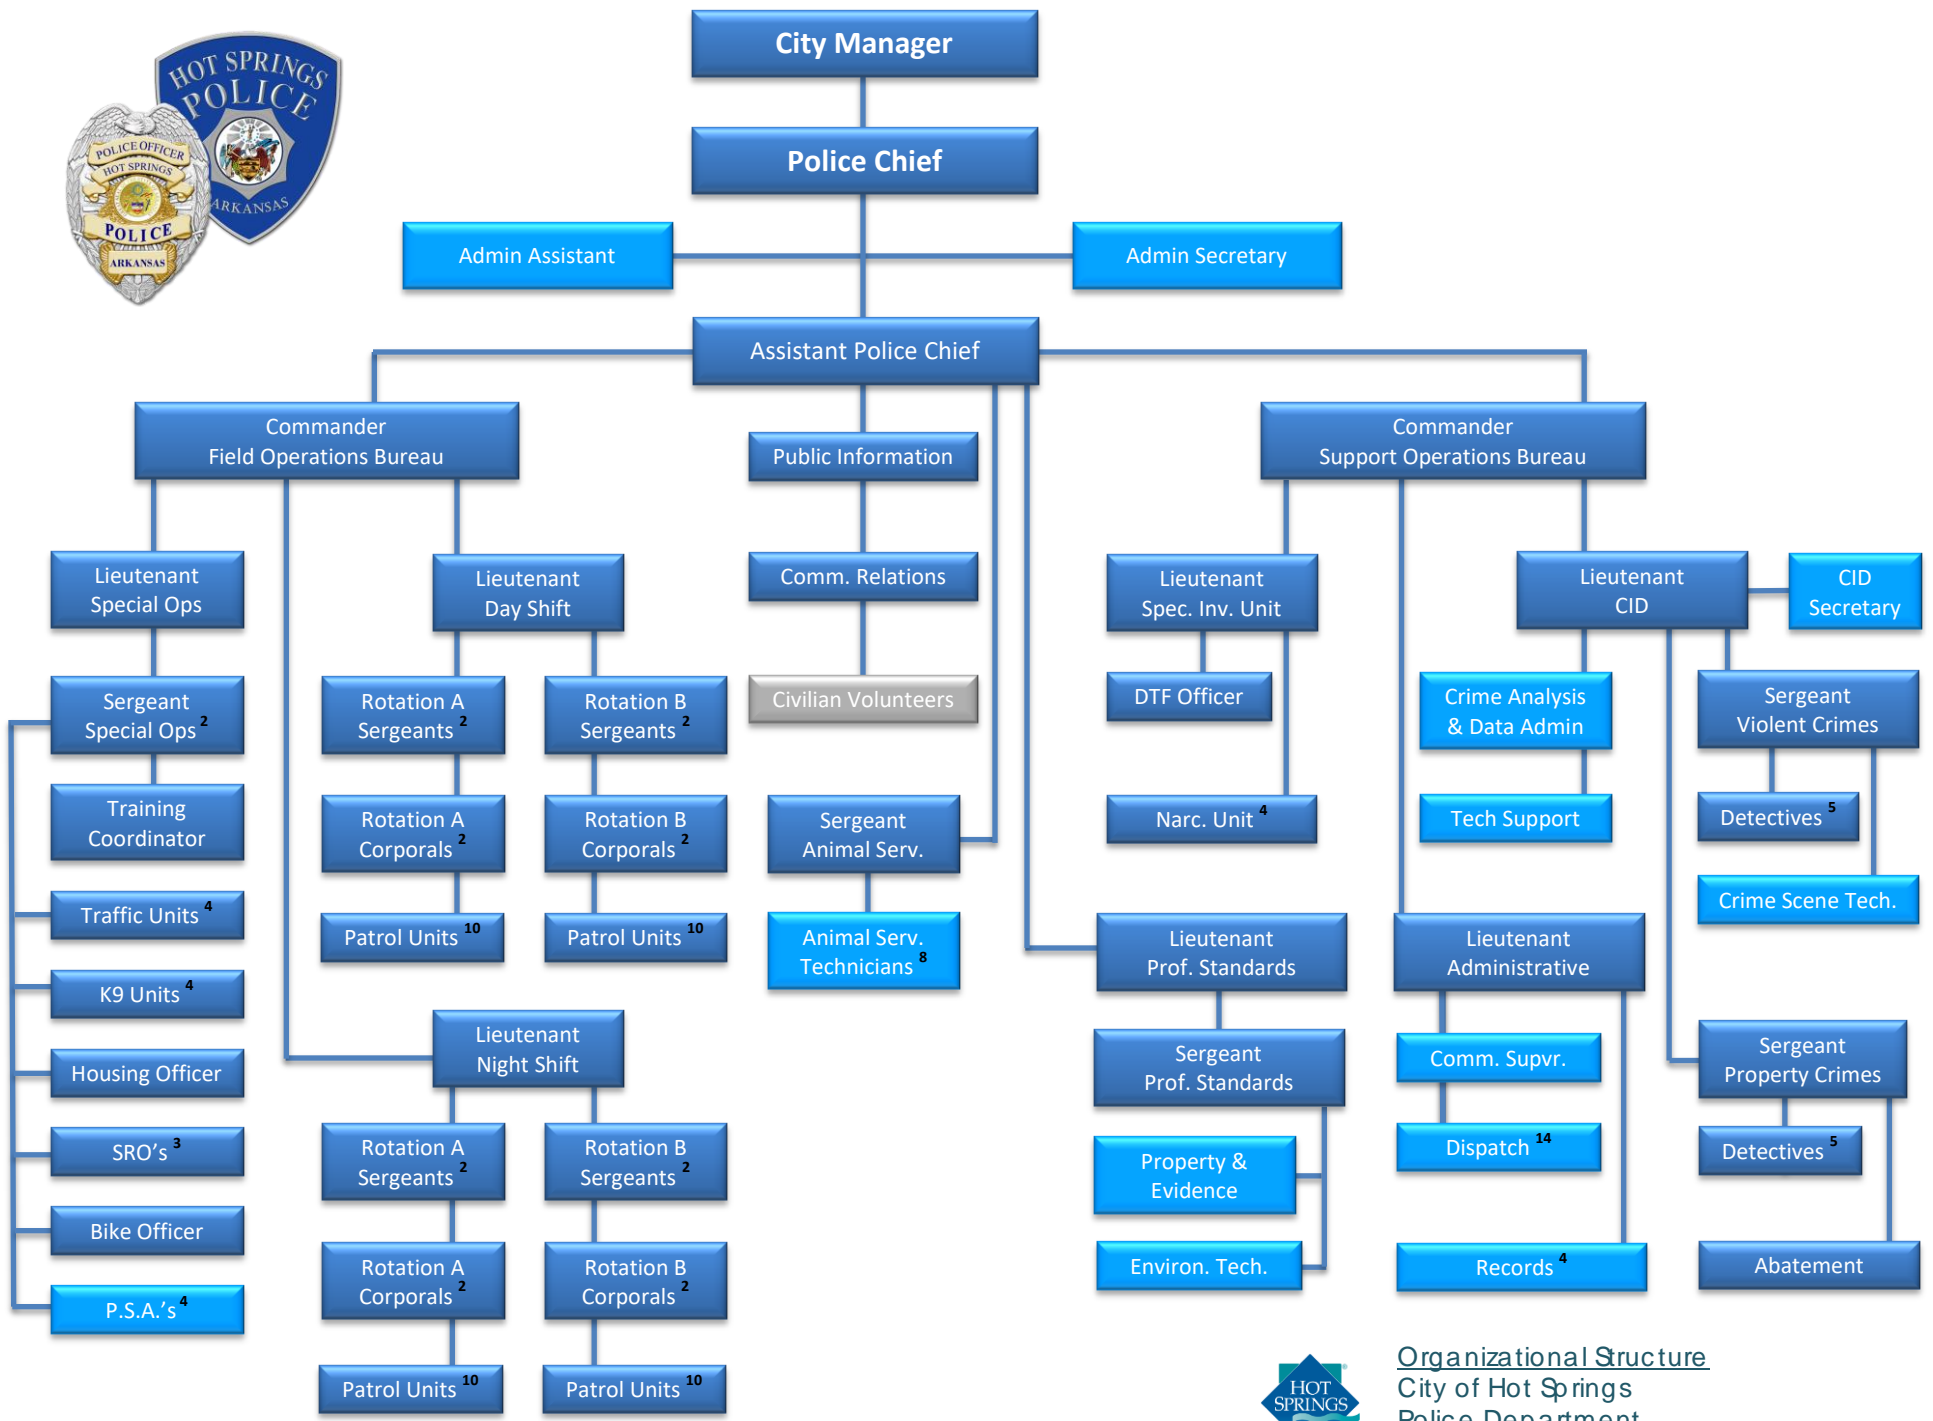 HOT SPRINGS
POLICE
ARKANSAS
POLICE OFFICER
HOT SPRINGS
POLICE
ARKANSAS
City Manager
Police Chief
Admin Assistant
Admin Secretary
Assistant Police Chief
Commander
Field Operations Bureau
Public Information
Commander
Support Operations Bureau
Lieutenant
Special Ops
Lieutenant
Day Shift
Comm. Relations
Lieutenant
Spec. Inv. Unit
Lieutenant
CID
CID
Secretary
Sergeant
Special Ops 2
Rotation A
Sergeants 2
Rotation B
Sergeants 2
Civilian Volunteers
DTF Officer
Crime Analysis
& Data Admin
Sergeant
Violent Crimes
Training
Coordinator
Rotation A
Corporals 2
Rotation B
Corporals 2
Sergeant
Animal Serv.
Narc. Unit 4
Tech Support
Detectives 5
Crime Scene Tech.
Traffic Units 4
Patrol Units 10
Patrol Units 10
Animal Serv.
Technicians 8
Lieutenant
Prof. Standards
Lieutenant
Administrative
K9 Units 4
Lieutenant
Night Shift
Housing Officer
Sergeant
Prof. Standards
Comm. Supvr.
Sergeant
Property Crimes
SRO's 3
Rotation A
Sergeants 2
Rotation B
Sergeants 2
Property &
Evidence
Dispatch 14
Detectives 5
Bike Officer
Rotation A
Corporals 2
Rotation B
Corporals 2
Environ. Tech.
Records 4
Abatement
P.S.A.'s 4
Patrol Units 10
Patrol Units 10
HOT
SPRINGS
Organizational Structure
City of Hot Springs
Police Department